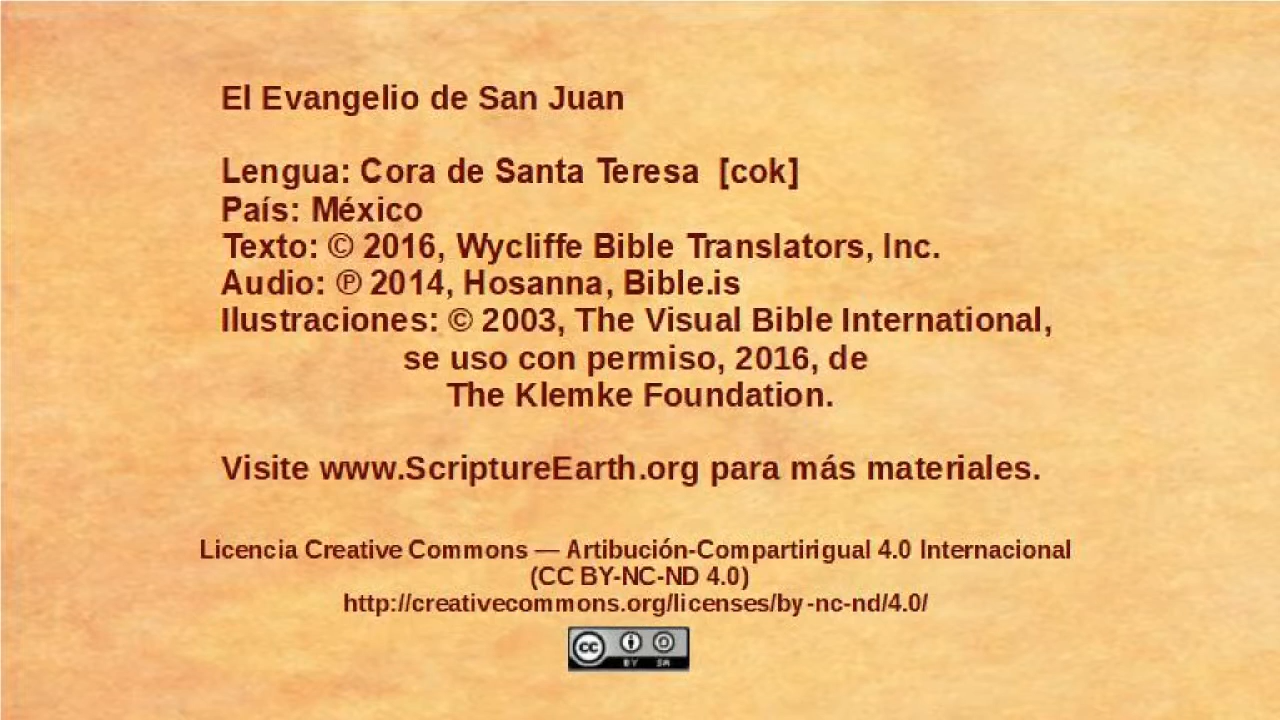 El Evangelio de San Juan
Lengua: Cora de Santa Teresa [cok]
País: México
Texto: © 2016, Wycliffe Bible Translators, Inc.
Audio: ℗ 2014, Hosanna, Bible.is
Ilustraciones: © 2003, The Visual Bible International,
se uso con permiso, 2016, de
The Klemke Foundation.
Visite www.ScriptureEarth.org para más materiales.
Licencia Creative Commons — Artibución-Compartirigual 4.0 Internacional
(CC BY-NC-ND 4.0)
http://creativecommons.org/licenses/by-nc-nd/4.0/
cc BY SA